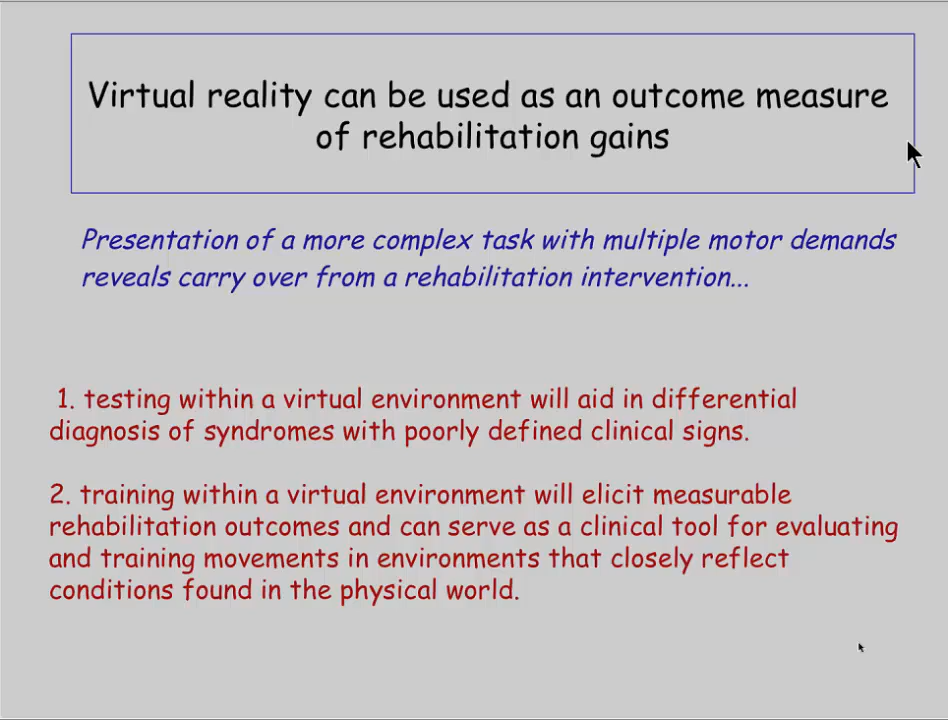 Virtual reality can be used as an outcome measure
of rehabilitation gains
Presentation of a more complex task with multiple motor demands
reveals carry over from a rehabilitation intervention...
1. testing within a virtual environment will aid in differential
diagnosis of syndromes with poorly defined clinical signs.
2. training within a virtual environment will elicit measurable
rehabilitation outcomes and can serve as a clinical tool for evaluating
and training movements in environments that closely reflect
conditions found in the physical world.